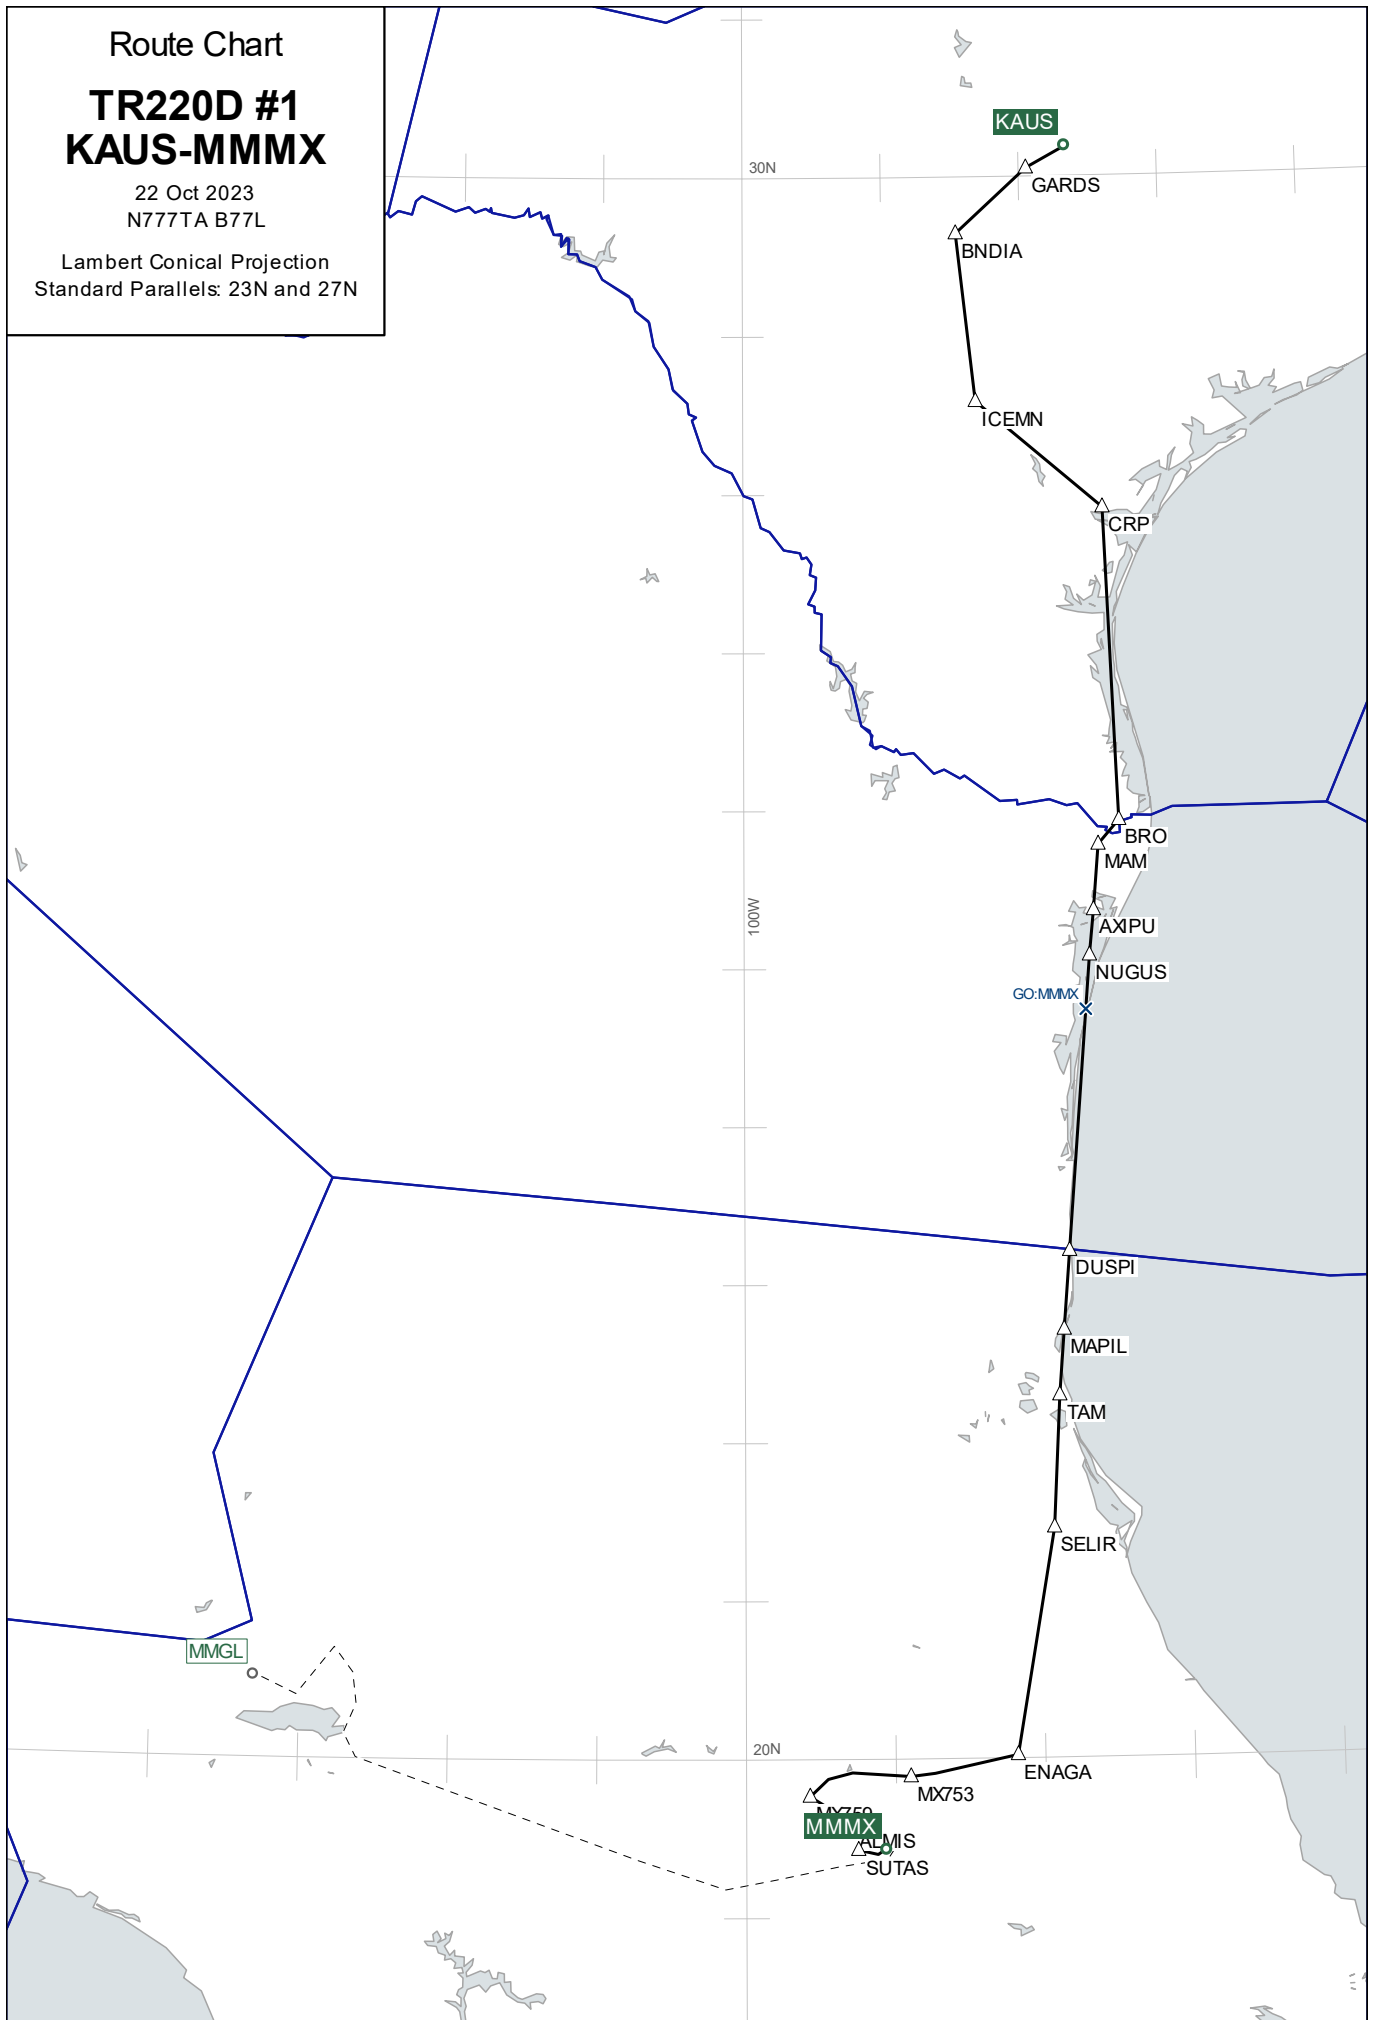 Route Chart
TR220D #1
KAUS-MMMX
22 Oct 2023
N777TA B77L
Lambert Conical Projection
Standard Parallels: 23N and 27N
KAUS
30N
GARDS
BNDIA
ICEMN
CRP
BRO
MAM
100W
AXIPU
NUGUS
GO:MMMX
DUSPI
MAPIL
TAM
SELIR
MMGL
20N
ENAGA
MX753
MX759
MMMX
ALMIS
SUTAS